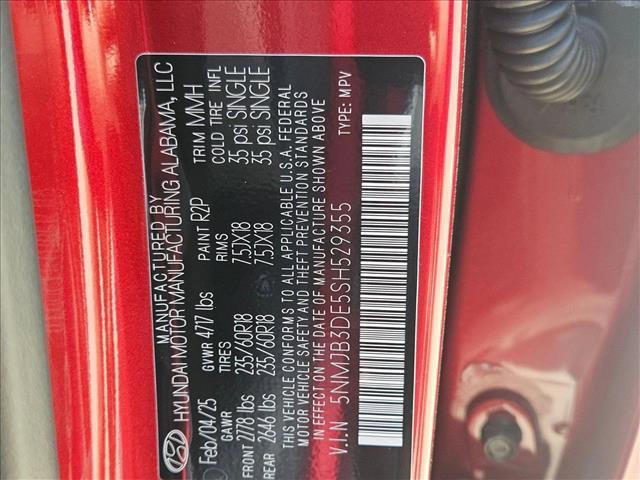 MANUFACTURED BY
HYUNDAI MOTOR MANUFACTURING ALABAMA, LLC
Feb/04/25 GVWR 4717 lbs PAINT R2P TRIM MMH
GAWR TIRES RIMS COLD TIRE INFL
FRONT 2778 lbs 235/60R18 7.5JX18 35 psi SINGLE
REAR 2646 lbs 235/60R18 7.5JX18 35 psi SINGLE
THIS VEHICLE CONFORMS TO ALL APPLICABLE U.S.A. FEDERAL
MOTOR VEHICLE SAFETY AND THEFT PREVENTION STANDARDS
IN EFFECT ON THE DATE OF MANUFACTURE SHOWN ABOVE
V.I.N 5NMJB3DE5SH529355 TYPE: MPV